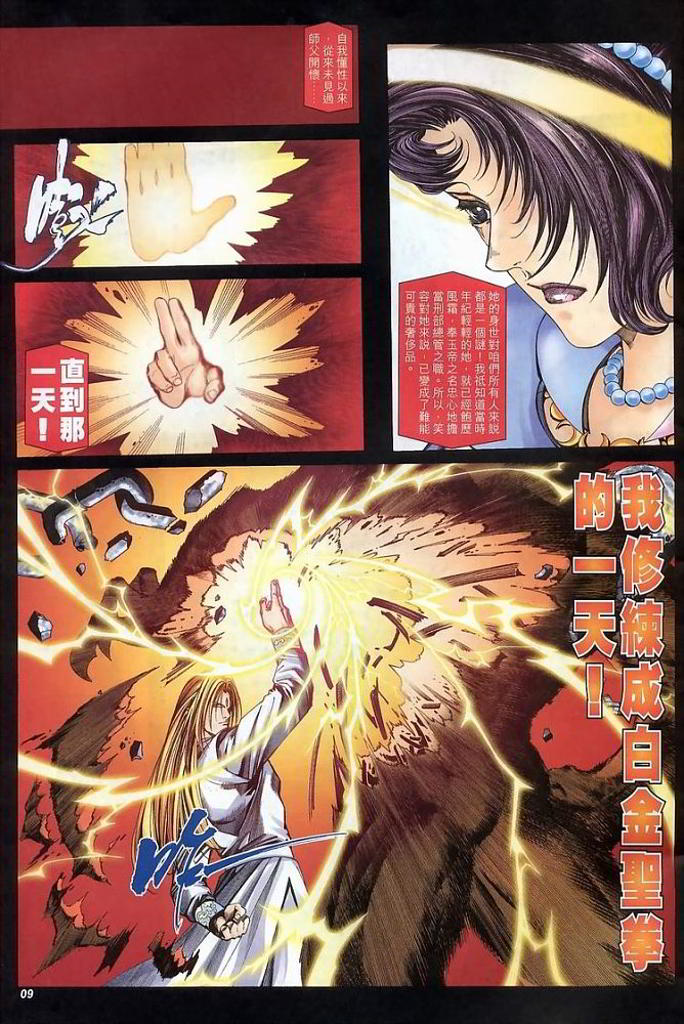 自我懂性以來
，從來未見過
師父開懷……
她的身世對咱們所有人來說
都是一個謎！我祗知道當時
年紀輕輕的她，就已經飽歷
風霜，奉玉帝之名忠心地擔
當刑部總管之職。所以，笑
容對她來說，已變成了難能
可貴的奢侈品。
直到那
一天！
我修練成白金聖拳
的一天！
09